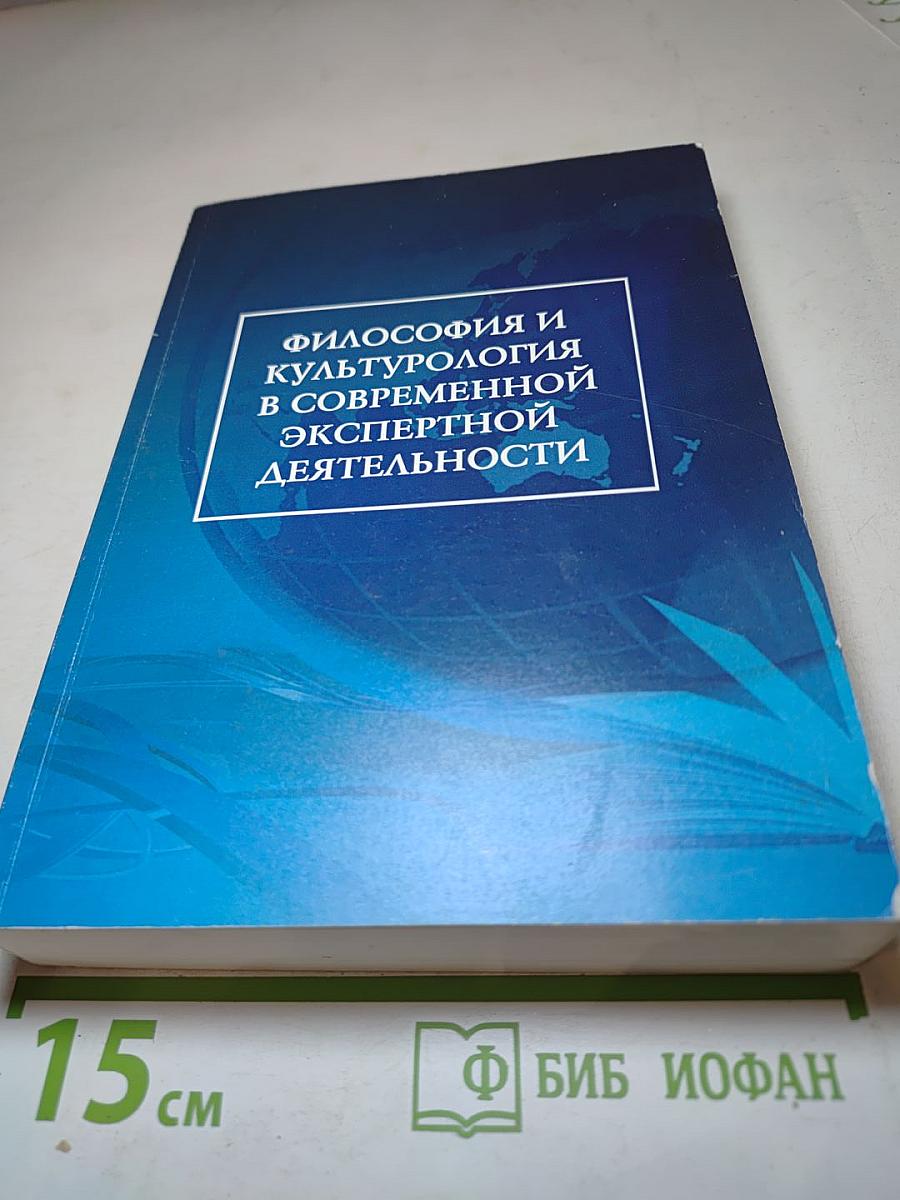 ФИЛОСОФИЯ И
КУЛЬТУРОЛОГИЯ
В СОВРЕМЕННОЙ
ЭКСПЕРТНОЙ
ДЕЯТЕЛЬНОСТИ
15 см
Ф БИБ ИОФАН